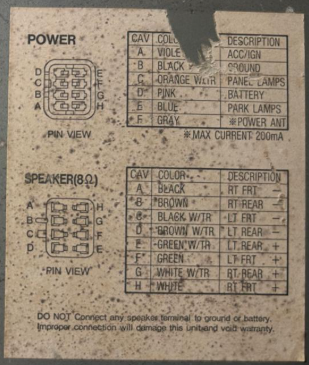 POWER
CAV COLOR DESCRIPTION
A VIOLET ACC/IGN
B BLACK GROUND
C ORANGE W/TR PANEL LAMPS
D PINK BATTERY
E BLUE PARK LAMPS
F GRAY ※POWER ANT
※MAX CURRENT 200mA
D E
C F
B G
A H
PIN VIEW
SPEAKER(8Ω)
CAV COLOR DESCRIPTION
A BLACK RT FRT −
B BROWN RT REAR −
C BLACK W/TR LT FRT −
D BROWN W/TR LT REAR −
E GREEN W/TR LT REAR +
F GREEN LT FRT +
G WHITE W/TR RT REAR +
H WHITE RT FRT +
A H
B G
C F
D E
PIN VIEW
DO NOT Connect any speaker terminal to ground or battery.
Improper connection will damage this unit and void warranty.